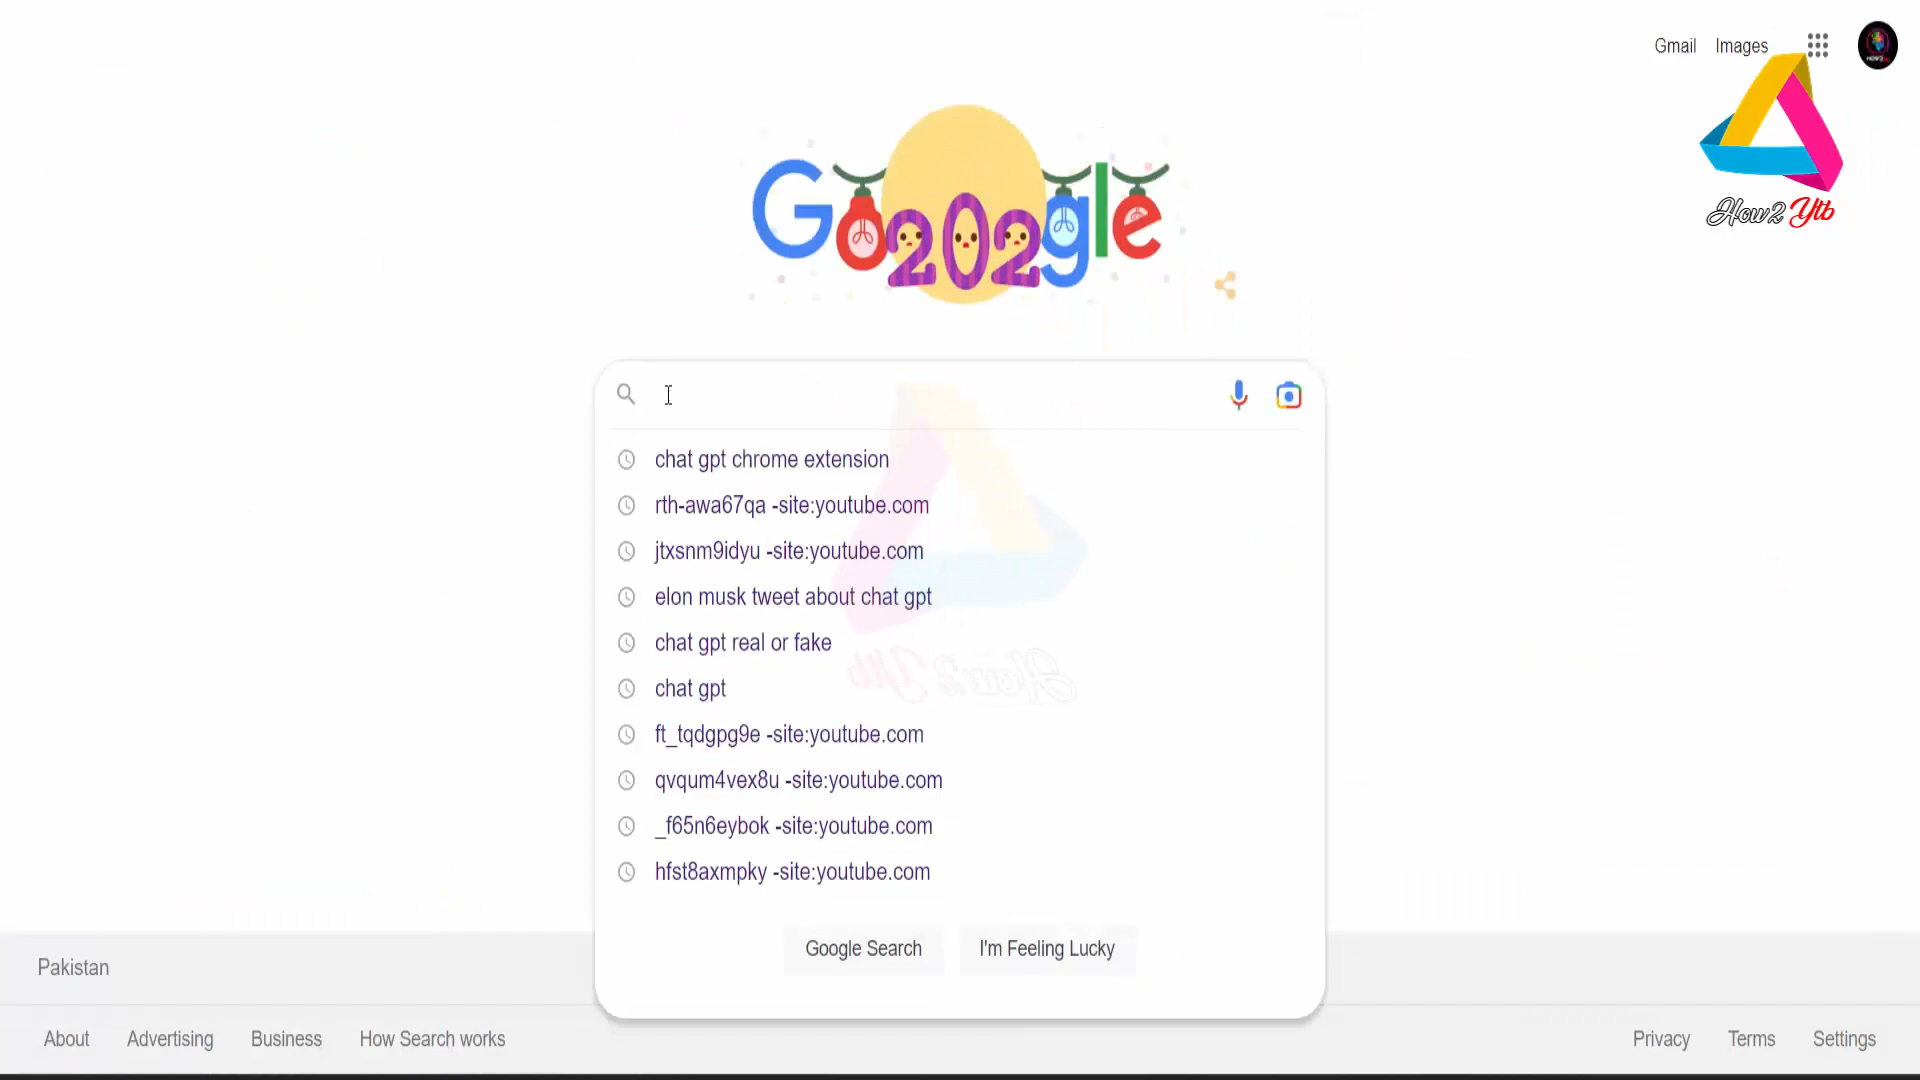 Gmail Images
Go202gle
How2 Ytb
chat gpt chrome extension
rth-awa67qa -site:youtube.com
jtxsnm9idyu -site:youtube.com
elon musk tweet about chat gpt
chat gpt real or fake
chat gpt
How2 Ytb
ft_tqdgpg9e -site:youtube.com
qvqum4vex8u -site:youtube.com
_f65n6eybok -site:youtube.com
hfst8axmpky -site:youtube.com
Google Search I'm Feeling Lucky
Pakistan
About Advertising Business How Search works Privacy Terms Settings